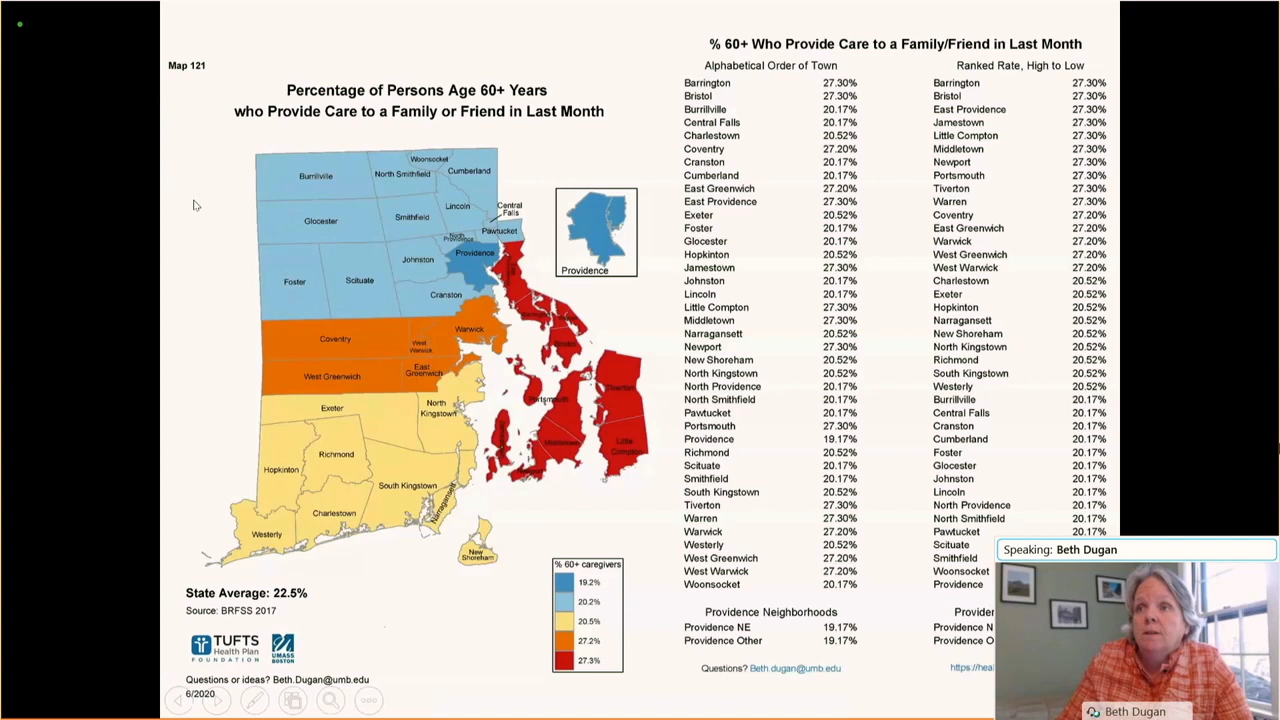 Map 121
Percentage of Persons Age 60+ Years
who Provide Care to a Family or Friend in Last Month
Woonsocket
Burrillville
North Smithfield
Cumberland
Lincoln
Central
Falls
Glocester
Smithfield
Pawtucket
North
Providence
Providence
Johnston
Foster
Scituate
Cranston
Providence
Coventry
West
Warwick
Warwick
West Greenwich
East
Greenwich
Bristol
Tiverton
Exeter
North
Kingstown
Portsmouth
Middletown
Little
Compton
Richmond
Hopkinton
South Kingstown
Narragansett
Charlestown
Westerly
New
Shoreham
% 60+ caregivers
19.2%
20.2%
20.5%
27.2%
27.3%
State Average: 22.5%
Source: BRFSS 2017
TUFTS
Health Plan
FOUNDATION
UMASS
BOSTON
Questions or ideas? Beth.Dugan@umb.edu
6/2020
% 60+ Who Provide Care to a Family/Friend in Last Month
Alphabetical Order of Town
Barrington 27.30%
Bristol 27.30%
Burrillville 20.17%
Central Falls 20.17%
Charlestown 20.52%
Coventry 27.20%
Cranston 20.17%
Cumberland 20.17%
East Greenwich 27.20%
East Providence 27.30%
Exeter 20.52%
Foster 20.17%
Glocester 20.17%
Hopkinton 20.52%
Jamestown 27.30%
Johnston 20.17%
Lincoln 20.17%
Little Compton 27.30%
Middletown 27.30%
Narragansett 20.52%
Newport 27.30%
New Shoreham 20.52%
North Kingstown 20.52%
North Providence 20.17%
North Smithfield 20.17%
Pawtucket 20.17%
Portsmouth 27.30%
Providence 19.17%
Richmond 20.52%
Scituate 20.17%
Smithfield 20.17%
South Kingstown 20.52%
Tiverton 27.30%
Warren 27.30%
Warwick 27.20%
Westerly 20.52%
West Greenwich 27.20%
West Warwick 27.20%
Woonsocket 20.17%
Providence Neighborhoods
Providence NE 19.17%
Providence Other 19.17%
Questions? Beth.dugan@umb.edu
Ranked Rate, High to Low
Barrington 27.30%
Bristol 27.30%
East Providence 27.30%
Jamestown 27.30%
Little Compton 27.30%
Middletown 27.30%
Newport 27.30%
Portsmouth 27.30%
Tiverton 27.30%
Warren 27.30%
Coventry 27.20%
East Greenwich 27.20%
Warwick 27.20%
West Greenwich 27.20%
West Warwick 27.20%
Charlestown 20.52%
Exeter 20.52%
Hopkinton 20.52%
Narragansett 20.52%
New Shoreham 20.52%
North Kingstown 20.52%
Richmond 20.52%
South Kingstown 20.52%
Westerly 20.52%
Burrillville 20.17%
Central Falls 20.17%
Cranston 20.17%
Cumberland 20.17%
Foster 20.17%
Glocester 20.17%
Johnston 20.17%
Lincoln 20.17%
North Providence 20.17%
North Smithfield 20.17%
Pawtucket 20.17%
Scituate
Smithfield
Woonsocket
Providence
Provider
Providence N
Providence O
https://heal
Speaking: Beth Dugan
Beth Dugan